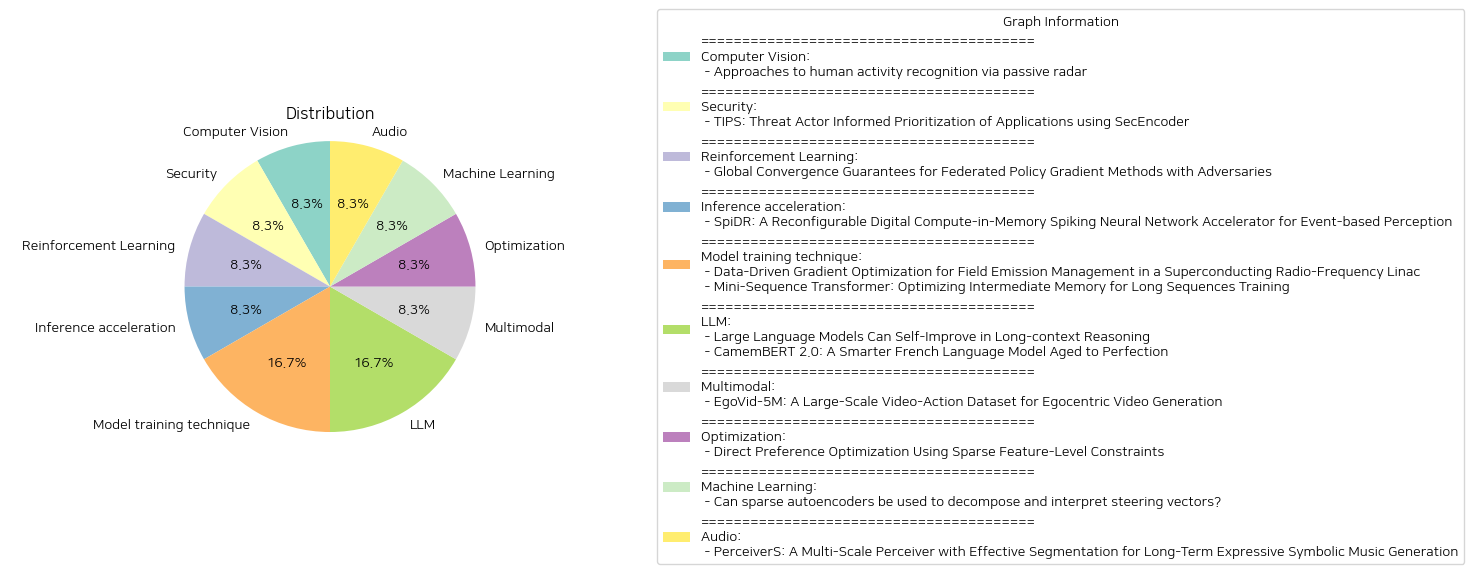 Distribution
Computer Vision
Audio
Security
Machine Learning
Reinforcement Learning
Optimization
Inference acceleration
Multimodal
Model training technique
LLM
8.3%
8.3%
8.3%
8.3%
8.3%
8.3%
8.3%
8.3%
16.7%
16.7%
Graph Information
========================================
Computer Vision:
- Approaches to human activity recognition via passive radar
========================================
Security:
- TIPS: Threat Actor Informed Prioritization of Applications using SecEncoder
========================================
Reinforcement Learning:
- Global Convergence Guarantees for Federated Policy Gradient Methods with Adversaries
========================================
Inference acceleration:
- SpiDR: A Reconfigurable Digital Compute-in-Memory Spiking Neural Network Accelerator for Event-based Perception
========================================
Model training technique:
- Data-Driven Gradient Optimization for Field Emission Management in a Superconducting Radio-Frequency Linac
- Mini-Sequence Transformer: Optimizing Intermediate Memory for Long Sequences Training
========================================
LLM:
- Large Language Models Can Self-Improve in Long-context Reasoning
- CamemBERT 2.0: A Smarter French Language Model Aged to Perfection
========================================
Multimodal:
- EgoVid-5M: A Large-Scale Video-Action Dataset for Egocentric Video Generation
========================================
Optimization:
- Direct Preference Optimization Using Sparse Feature-Level Constraints
========================================
Machine Learning:
- Can sparse autoencoders be used to decompose and interpret steering vectors?
========================================
Audio:
- PerceiverS: A Multi-Scale Perceiver with Effective Segmentation for Long-Term Expressive Symbolic Music Generation